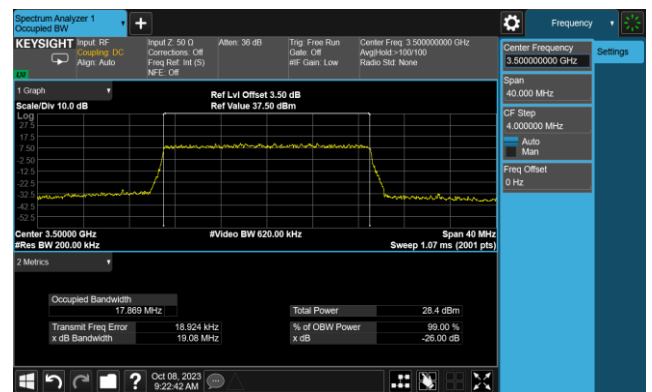 Spectrum Analyzer 1
Occupied BW
Frequency
KEYSIGHT
Input: RF
Coupling: DC
Align: Auto
Input Z: 50 Ω
Corrections: Off
Freq Ref: Int (S)
NFE: Off
Atten: 36 dB
Trig: Free Run
Gate: Off
#IF Gain: Low
Center Freq: 3.500000000 GHz
Avg|Hold:>100/100
Radio Std: None
Center Frequency
3.500000000 GHz
Settings
Span
40.000 MHz
CF Step
4.000000 MHz
Auto
Man
Freq Offset
0 Hz
1 Graph
Scale/Div 10.0 dB
Ref Lvl Offset 3.50 dB
Ref Value 37.50 dBm
Log
27.5
17.5
7.50
-2.50
-12.5
-22.5
-32.5
-42.5
-52.5
Center 3.50000 GHz
#Video BW 620.00 kHz
Span 40 MHz
#Res BW 200.00 kHz
Sweep 1.07 ms (2001 pts)
2 Metrics
Occupied Bandwidth
17.869 MHz
Total Power
28.4 dBm
Transmit Freq Error
18.924 kHz
% of OBW Power
99.00 %
x dB Bandwidth
19.08 MHz
x dB
-26.00 dB
?
Oct 08, 2023
9:22:42 AM